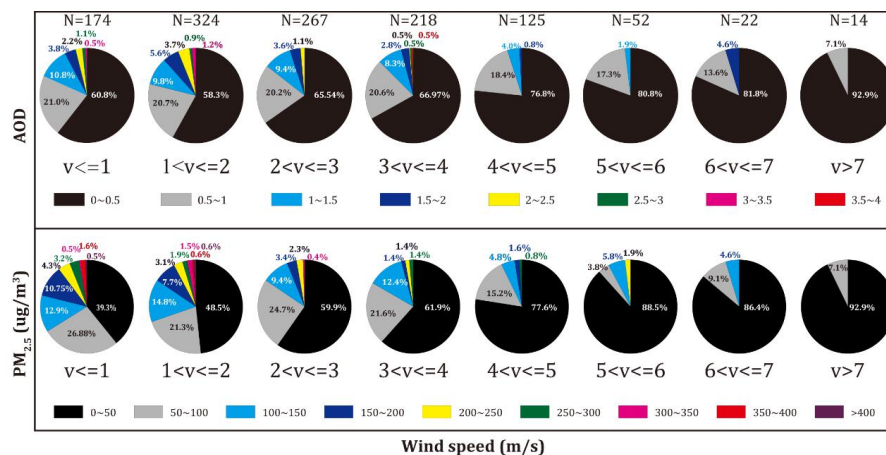 N=174 N=324 N=267 N=218 N=125 N=52 N=22 N=14
AOD
3.8% 2.2% 1.1% 0.5% 10.8% 21.0% 60.8%
5.6% 3.7% 0.9% 1.2% 9.8% 20.7% 58.3%
3.6% 1.1% 9.4% 20.2% 65.54%
2.8% 0.5% 0.5% 0.5% 8.3% 20.6% 66.97%
4.0% 0.8% 18.4% 76.8%
1.9% 17.3% 80.8%
4.6% 13.6% 81.8%
7.1% 92.9%
v<=1 1<v<=2 2<v<=3 3<v<=4 4<v<=5 5<v<=6 6<v<=7 v>7
0~0.5 0.5~1 1~1.5 1.5~2 2~2.5 2.5~3 3~3.5 3.5~4
PM2.5 (ug/m³)
4.3% 3.2% 0.5% 1.6% 0.5% 10.75% 12.9% 26.88% 39.3%
3.1% 1.9% 1.5% 0.6% 0.6% 7.7% 14.8% 21.3% 48.5%
3.4% 2.3% 0.4% 9.4% 24.7% 59.9%
1.4% 1.4% 1.4% 12.4% 21.6% 61.9%
4.8% 1.6% 0.8% 15.2% 77.6%
3.8% 5.8% 1.9% 88.5%
4.6% 9.1% 86.4%
7.1% 92.9%
v<=1 1<v<=2 2<v<=3 3<v<=4 4<v<=5 5<v<=6 6<v<=7 v>7
0~50 50~100 100~150 150~200 200~250 250~300 300~350 350~400 >400
Wind speed (m/s)